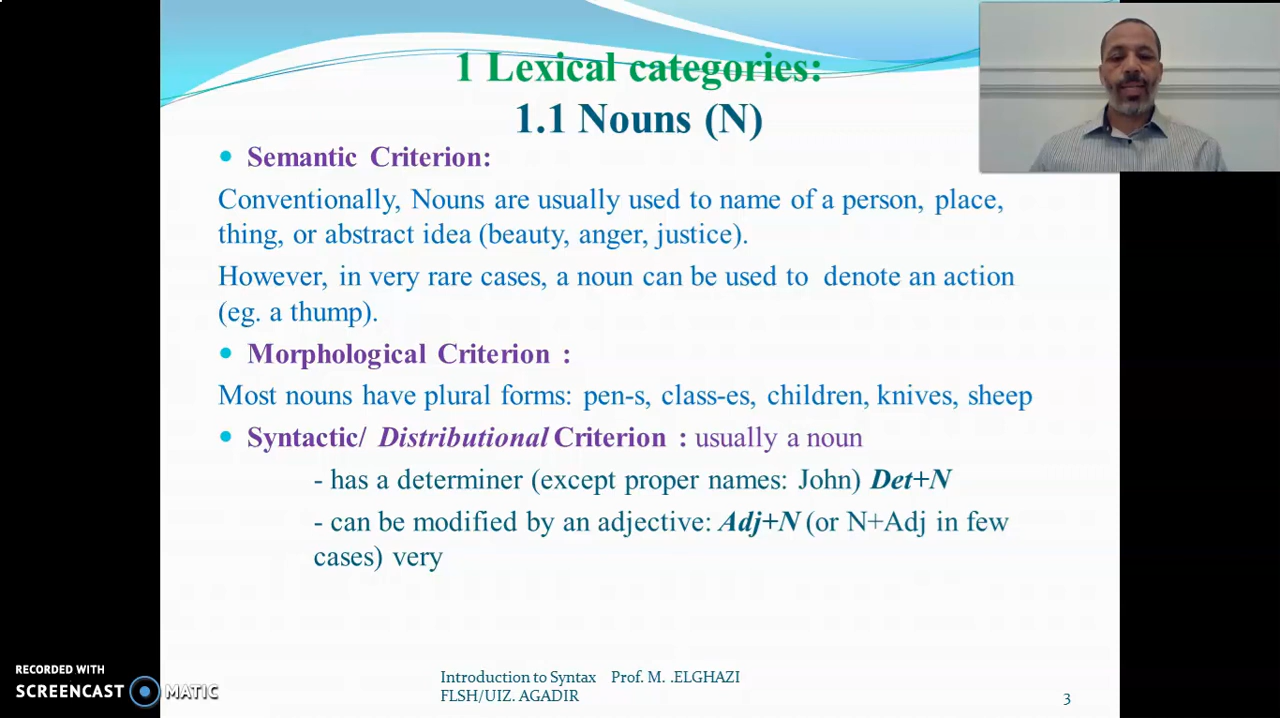 1 Lexical categories:
1.1 Nouns (N)
• Semantic Criterion:
Conventionally, Nouns are usually used to name of a person, place,
thing, or abstract idea (beauty, anger, justice).
However, in very rare cases, a noun can be used to denote an action
(eg. a thump).
• Morphological Criterion :
Most nouns have plural forms: pen-s, class-es, children, knives, sheep
• Syntactic/ Distributional Criterion : usually a noun
- has a determiner (except proper names: John) Det+N
- can be modified by an adjective: Adj+N (or N+Adj in few
cases) very
Introduction to Syntax Prof. M. .ELGHAZI
FLSH/UIZ. AGADIR
3
RECORDED WITH
SCREENCAST MATIC